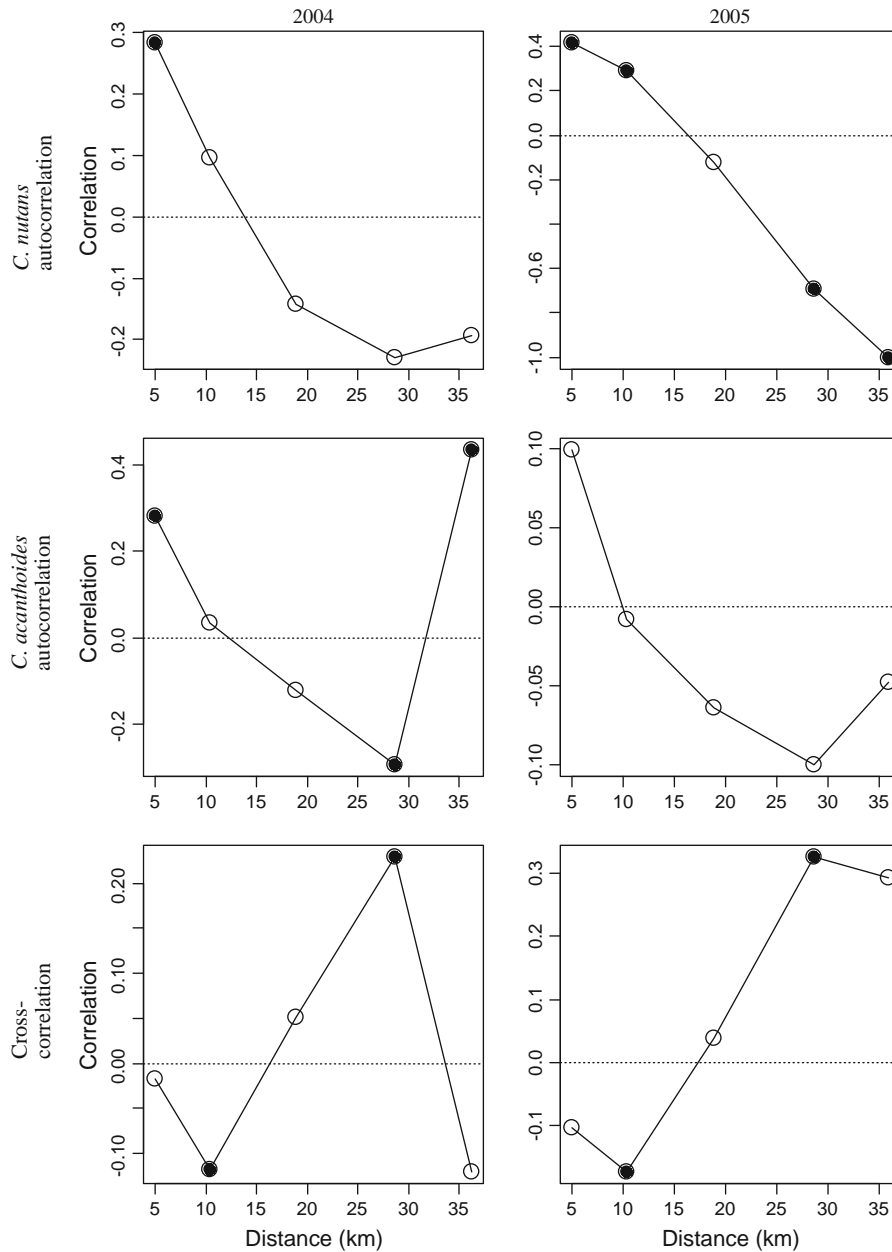 2004
2005
C. nutans
autocorrelation
Correlation
0.3
0.2
0.1
0.0
-0.1
-0.2
5 10 15 20 25 30 35
0.4
0.2
0.0
-0.2
-0.6
-1.0
5 10 15 20 25 30 35
C. acanthoides
autocorrelation
Correlation
0.4
0.2
0.0
-0.2
5 10 15 20 25 30 35
0.10
0.05
0.00
-0.05
-0.10
5 10 15 20 25 30 35
Cross-
correlation
Correlation
0.20
0.10
0.00
-0.10
5 10 15 20 25 30 35
Distance (km)
0.3
0.2
0.0
-0.1
5 10 15 20 25 30 35
Distance (km)